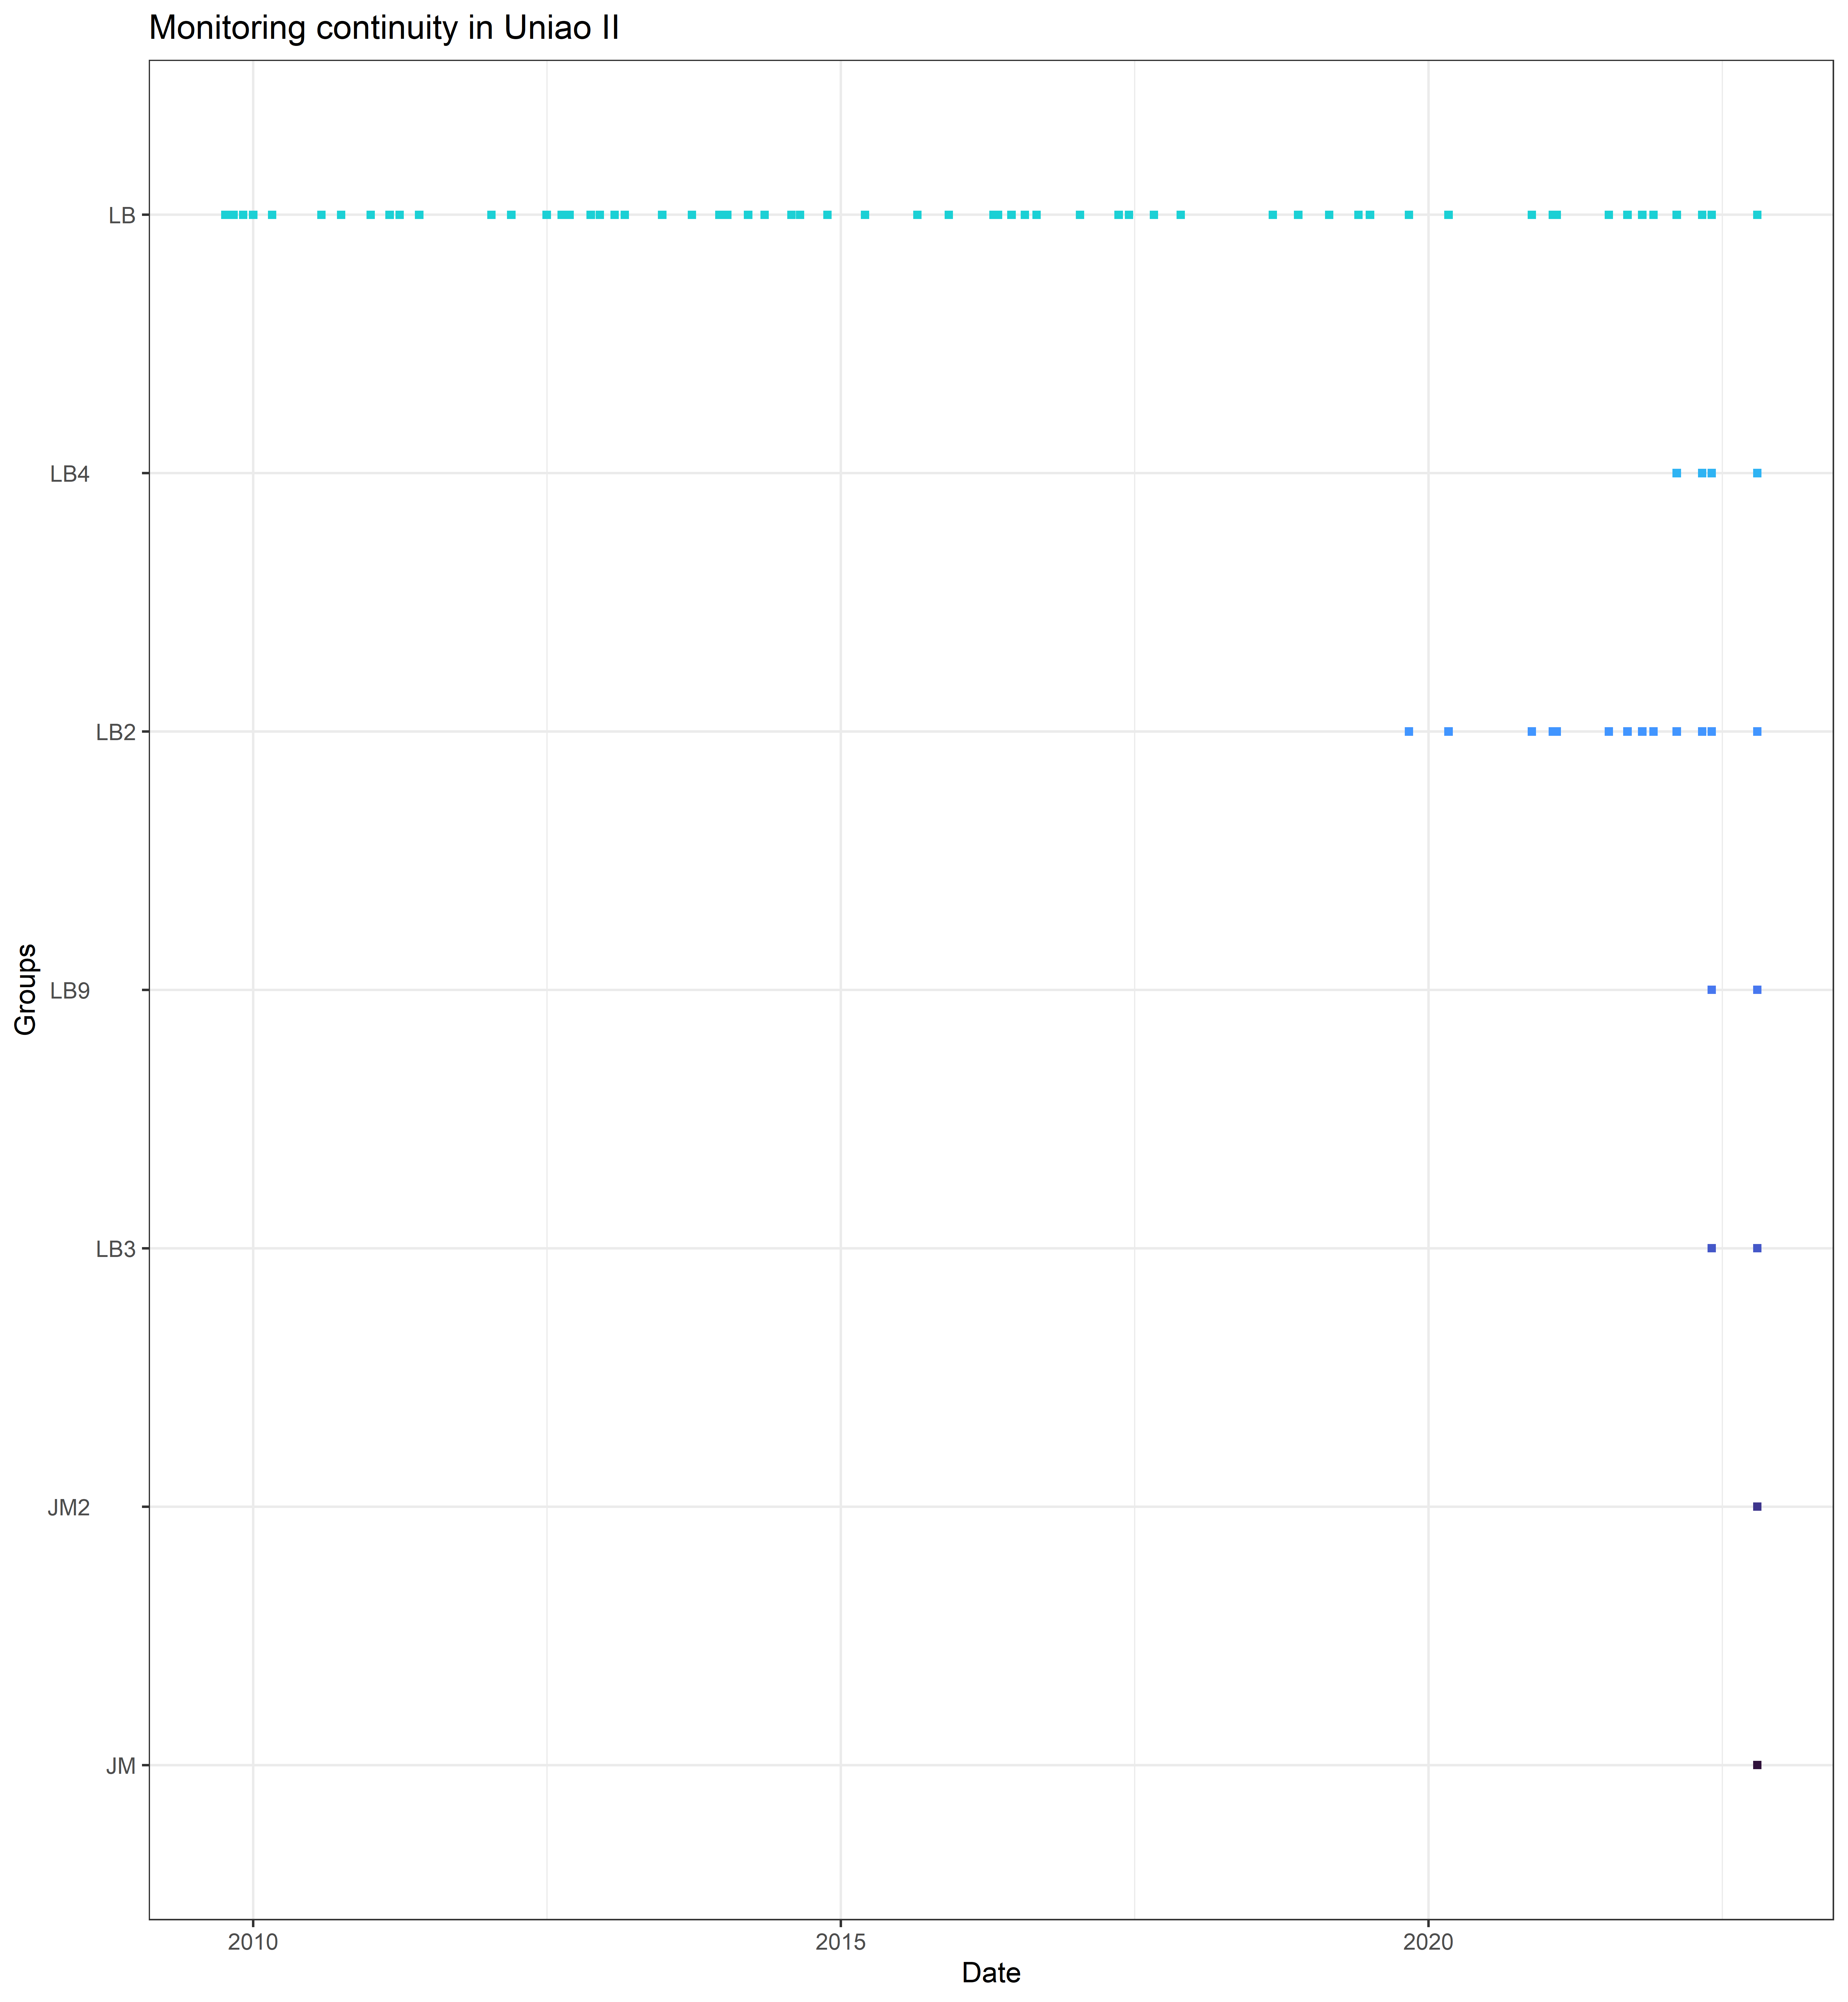 Monitoring continuity in Uniao II
Groups
LB
LB4
LB2
LB9
LB3
JM2
JM
2010
2015
2020
Date